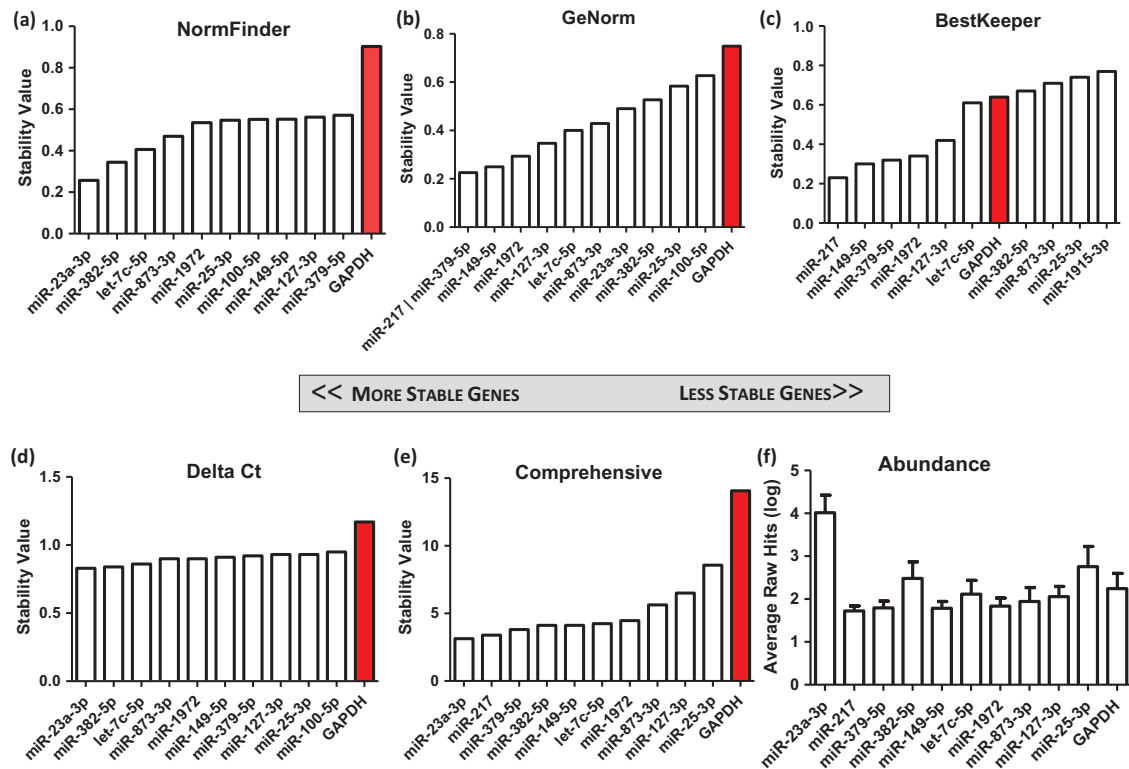 (a)
NormFinder
Stability Value
1.0
0.8
0.6
0.4
0.2
0.0
miR-23a-3p
miR-382-5p
let-7c-5p
miR-873-3p
miR-1972
miR-25-3p
miR-100-5p
miR-149-5p
miR-127-3p
miR-379-5p
GAPDH
(b)
GeNorm
Stability Value
0.8
0.6
0.4
0.2
0.0
miR-217 | miR-379-5p
miR-149-5p
miR-1972
miR-127-3p
let-7c-5p
miR-873-3p
miR-23a-3p
miR-382-5p
miR-25-3p
miR-100-5p
GAPDH
(c)
BestKeeper
Stability Value
1.0
0.8
0.6
0.4
0.2
0.0
miR-217
miR-149-5p
miR-379-5p
miR-1972
miR-127-3p
let-7c-5p
GAPDH
miR-382-5p
miR-873-3p
miR-25-3p
miR-1915-3p
<< MORE STABLE GENES LESS STABLE GENES>>
(d)
Delta Ct
Stability Value
1.5
1.0
0.5
0.0
miR-23a-3p
miR-382-5p
let-7c-5p
miR-873-3p
miR-1972
miR-149-5p
miR-379-5p
miR-127-3p
miR-25-3p
miR-100-5p
GAPDH
(e)
Comprehensive
Stability Value
15
10
5
0
miR-23a-3p
miR-217
miR-379-5p
miR-382-5p
miR-149-5p
let-7c-5p
miR-1972
miR-873-3p
miR-127-3p
miR-25-3p
GAPDH
(f)
Abundance
Average Raw Hits (log)
5
4
3
2
1
0
miR-23a-3p
miR-217
miR-379-5p
miR-382-5p
miR-149-5p
let-7c-5p
miR-1972
miR-873-3p
miR-127-3p
miR-25-3p
GAPDH